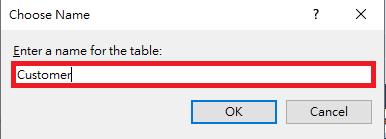 Choose Name
?
Enter a name for the table:
Customer
OK
Cancel